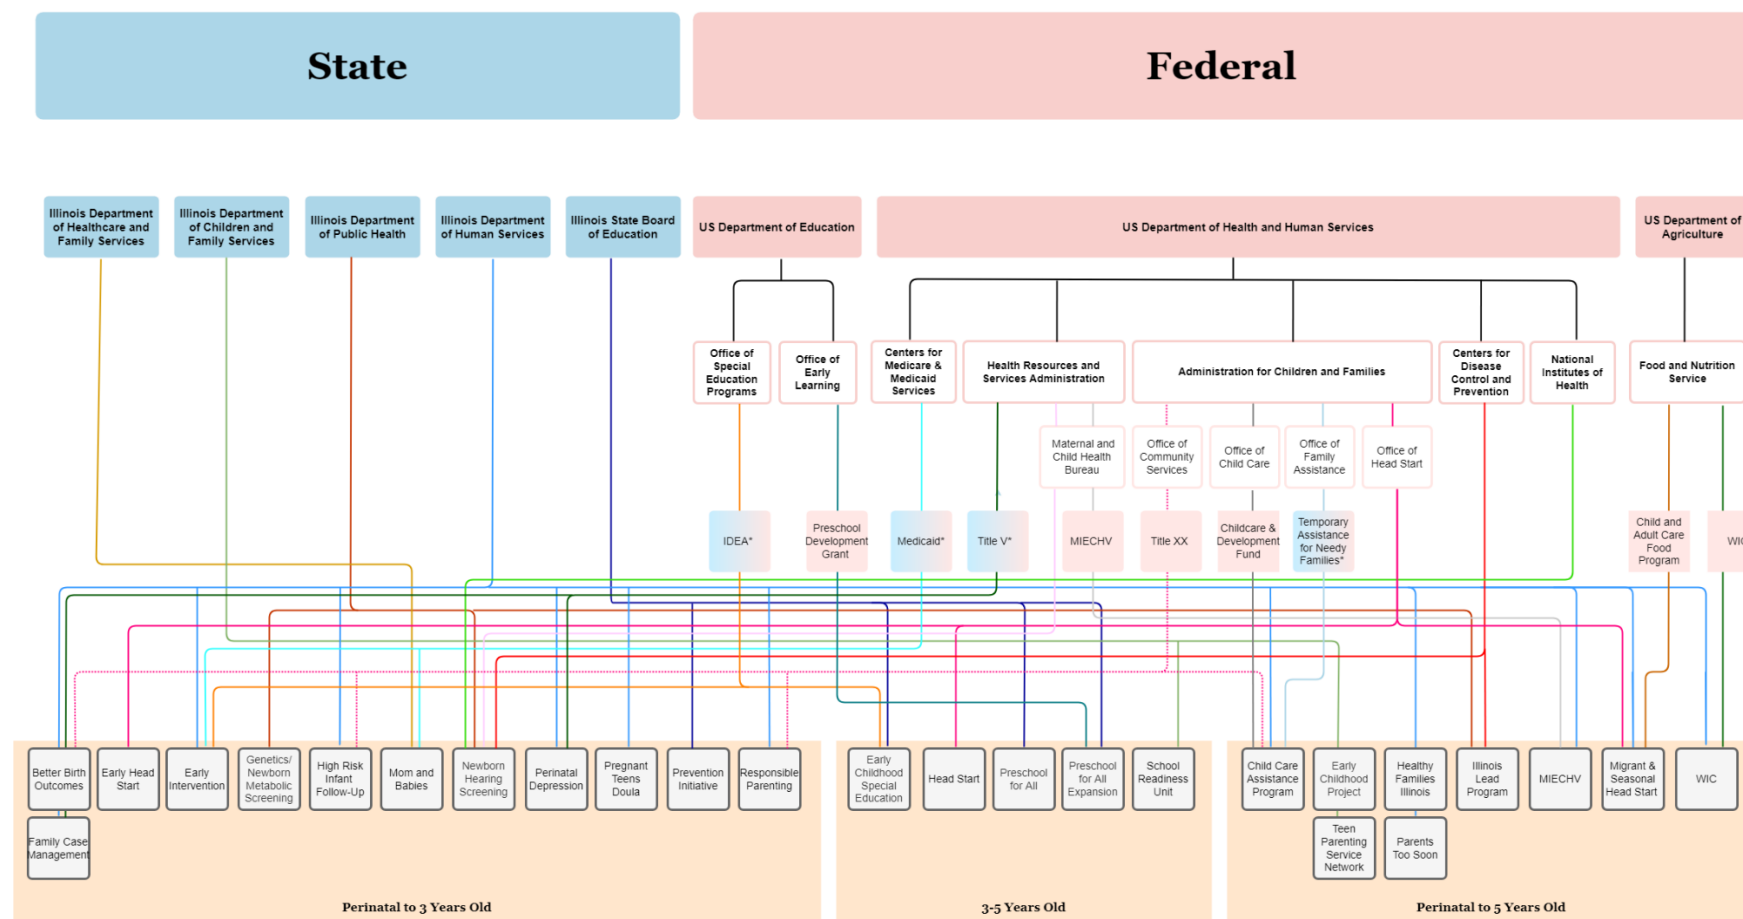 State
Federal
Illinois Department
of Healthcare and
Family Services
Illinois Department
of Children and
Family Services
Illinois Department
of Public Health
Illinois Department
of Human Services
Illinois State Board
of Education
US Department of Education
US Department of Health and Human Services
US Department of
Agriculture
Office of
Special
Education
Programs
Office of
Early
Learning
Centers for
Medicare &
Medicaid
Services
Health Resources and
Services Administration
Administration for Children and Families
Centers for
Disease
Control and
Prevention
National
Institutes of
Health
Food and Nutrition
Service
Maternal and
Child Health
Bureau
Office of
Community
Services
Office of
Child Care
Office of
Family
Assistance
Office of
Head Start
IDEA*
Preschool
Development
Grant
Medicaid*
Title V*
MIECHV
Title XX
Childcare &
Development
Fund
Temporary
Assistance
for Needy
Families*
Child and
Adult Care
Food
Program
WIC
Better Birth
Outcomes
Early Head
Start
Early
Intervention
Genetics/
Newborn
Metabolic
Screening
High Risk
Infant
Follow-Up
Mom and
Babies
Newborn
Hearing
Screening
Perinatal
Depression
Pregnant
Teens
Doula
Prevention
Initiative
Responsible
Parenting
Early
Childhood
Special
Education
Head Start
Preschool
for All
Preschool
for All
Expansion
School
Readiness
Unit
Child Care
Assistance
Program
Early
Childhood
Project
Healthy
Families
Illinois
Illinois
Lead
Program
MIECHV
Migrant &
Seasonal
Head Start
WIC
Family Case
Management
Teen
Parenting
Service
Network
Parents
Too Soon
Perinatal to 3 Years Old
3-5 Years Old
Perinatal to 5 Years Old